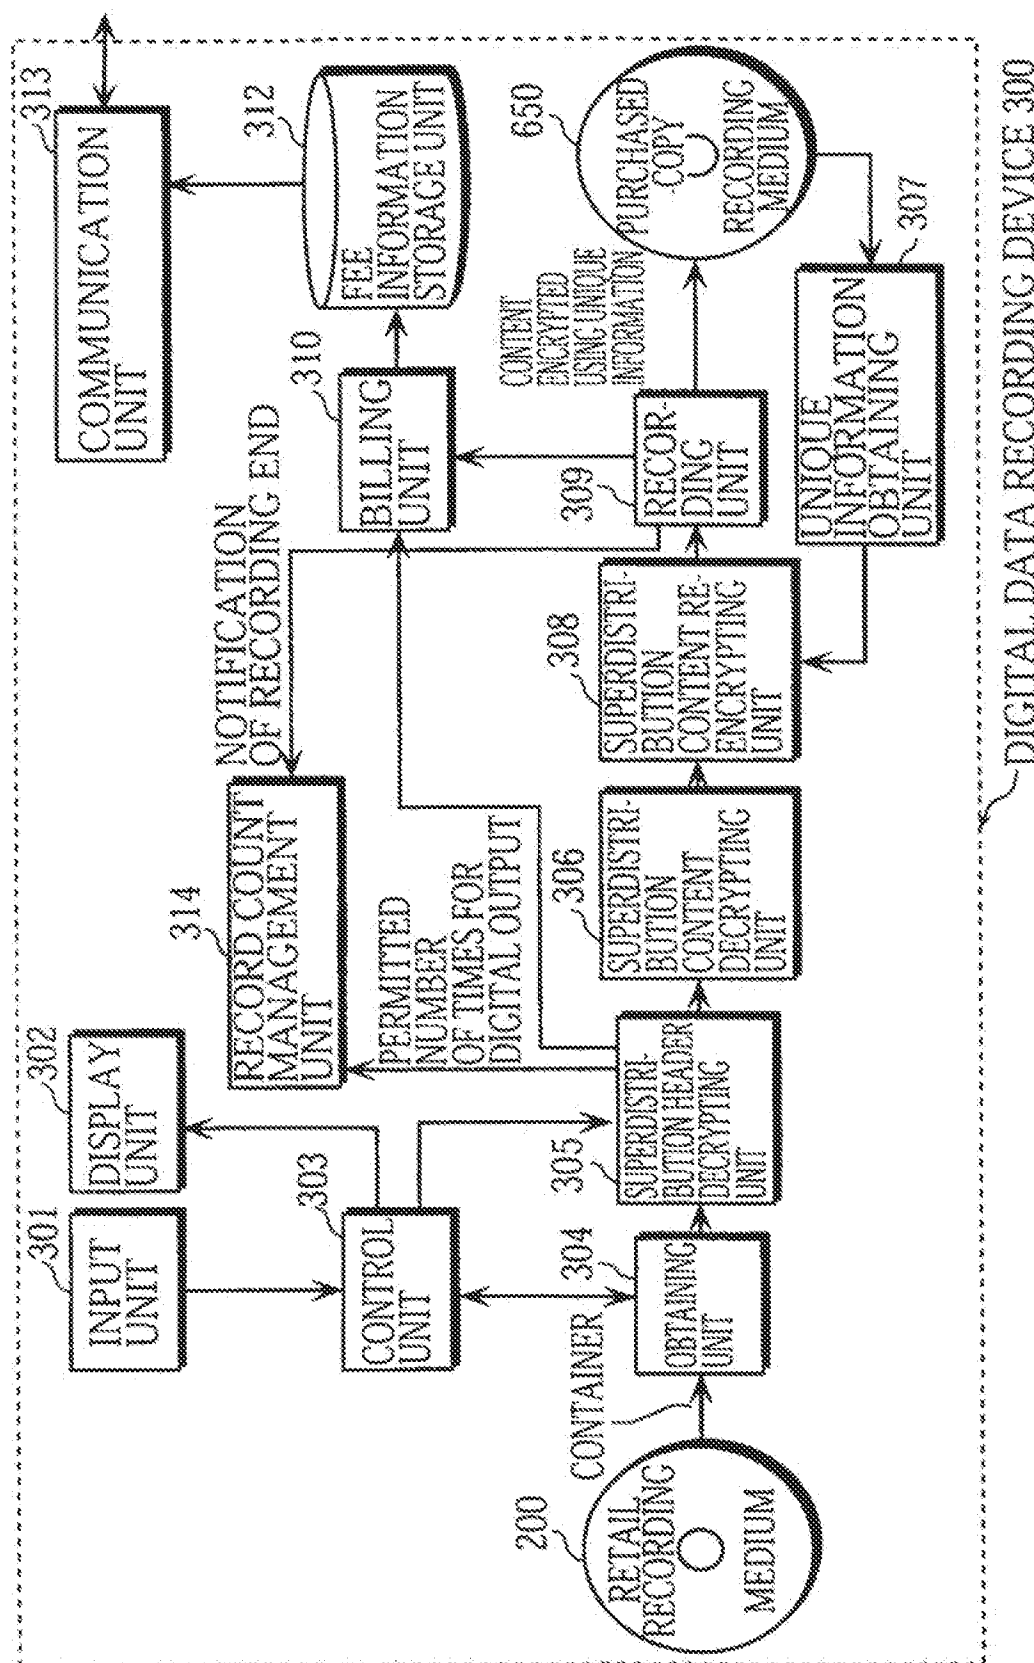 313
COMMUNICATION
UNIT
312
FEE
INFORMATION
STORAGE UNIT
650
PURCHASED
COPY
RECORDING
MEDIUM
301
INPUT
UNIT
302
DISPLAY
UNIT
314
RECORD COUNT
MANAGEMENT
UNIT
NOTIFICATION
OF RECORDING END
310
BILLING
UNIT
CONTENT
ENCRYPTED
USING UNIQUE
INFORMATION
303
CONTROL
UNIT
PERMITTED
NUMBER
OF TIMES FOR
DIGITAL OUTPUT
309
RECOR-
DING
UNIT
200
RETAIL
RECORDING
MEDIUM
CONTAINER
304
OBTAINING
UNIT
305
SUPERDISTRI-
BUTION HEADER
DECRYPTING
UNIT
306
SUPERDISTRI-
BUTION
CONTENT
DECRYPTING
UNIT
308
SUPERDISTRI-
BUTION
CONTENT RE-
ENCRYPTING
UNIT
307
UNIQUE
INFORMATION
OBTAINING
UNIT
DIGITAL DATA RECORDING DEVICE 300